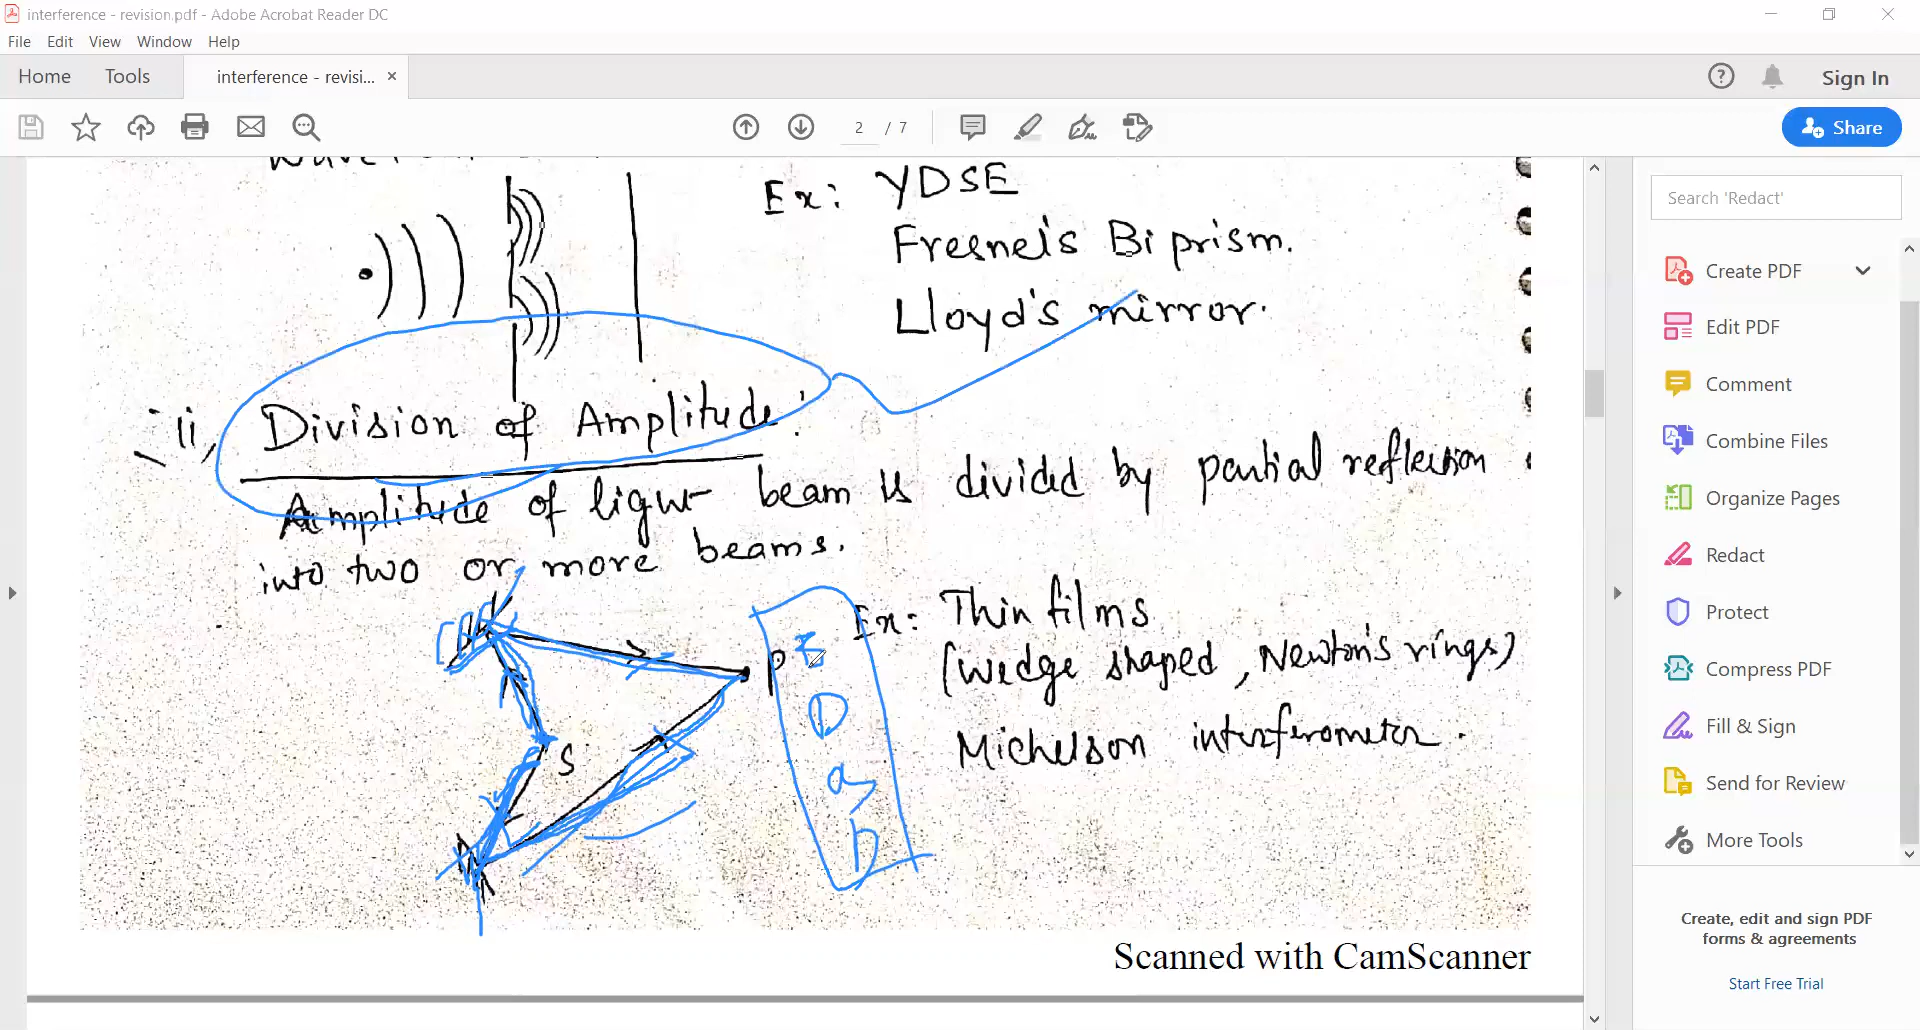 interference - revision.pdf - Adobe Acrobat Reader DC
File Edit View Window Help
Home Tools interference - revisi... ×
Sign In
2 / 7
Share
Ex: YDSE
Fresnel's Biprism.
Lloyd's mirror.
ii, Division of Amplitude:
Amplitude of light beam is divided by partial reflection
into two or more beams.
Ex: Thin films
(Wedge shaped, Newton's rings)
Michelson interferometer.
P
S
D
Scanned with CamScanner
Search 'Redact'
Create PDF
Edit PDF
Comment
Combine Files
Organize Pages
Redact
Protect
Compress PDF
Fill & Sign
Send for Review
More Tools
Create, edit and sign PDF
forms & agreements
Start Free Trial